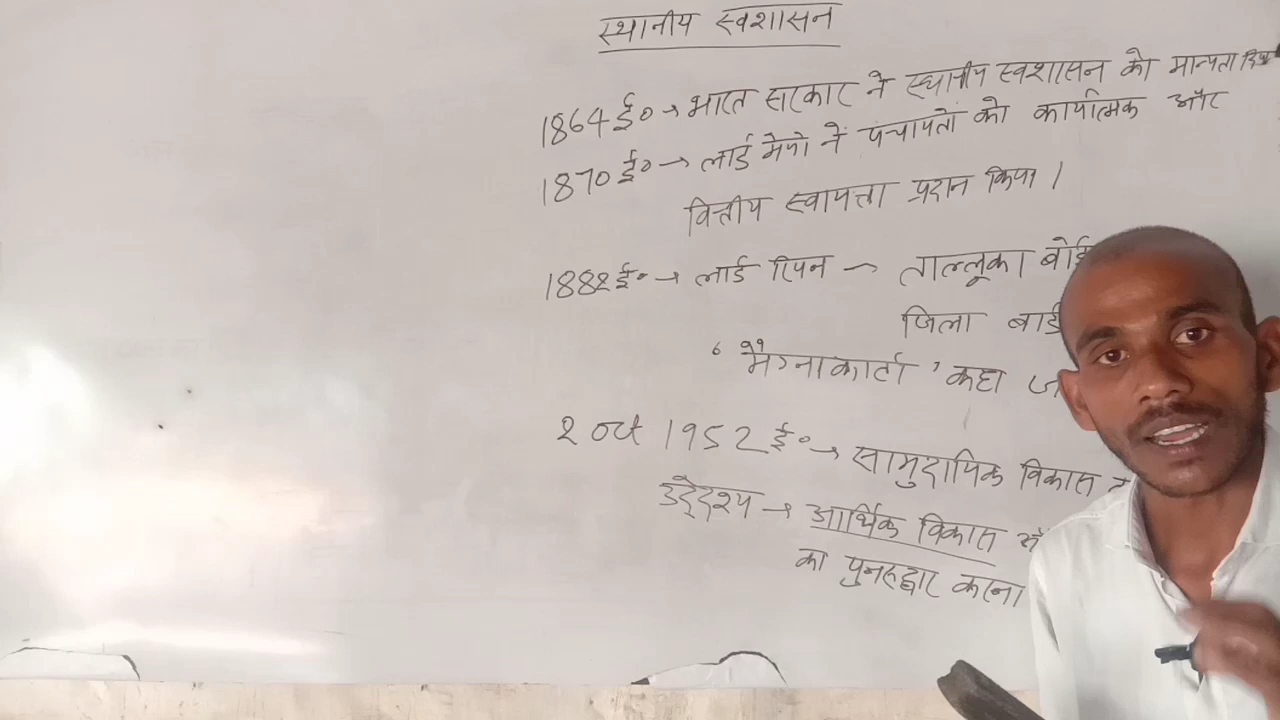 स्थानीय स्वशासन
1864 ई० → भारत सरकार ने स्थानीय स्वशासन को मान्यता
1870 ई० → लार्ड मेयो ने पंचायतों को कार्यात्मक और
वित्तीय स्वायत्ता प्रदान किया।
1882 ई० → लार्ड रिपन → ताल्लूका बोर्ड
जिला बोर्ड
'मैग्नाकार्टा' कहा
2 oct 1952 ई० → सामुदायिक विकास
उद्देश्य → आर्थिक विकास
का पुनरुद्धार करना